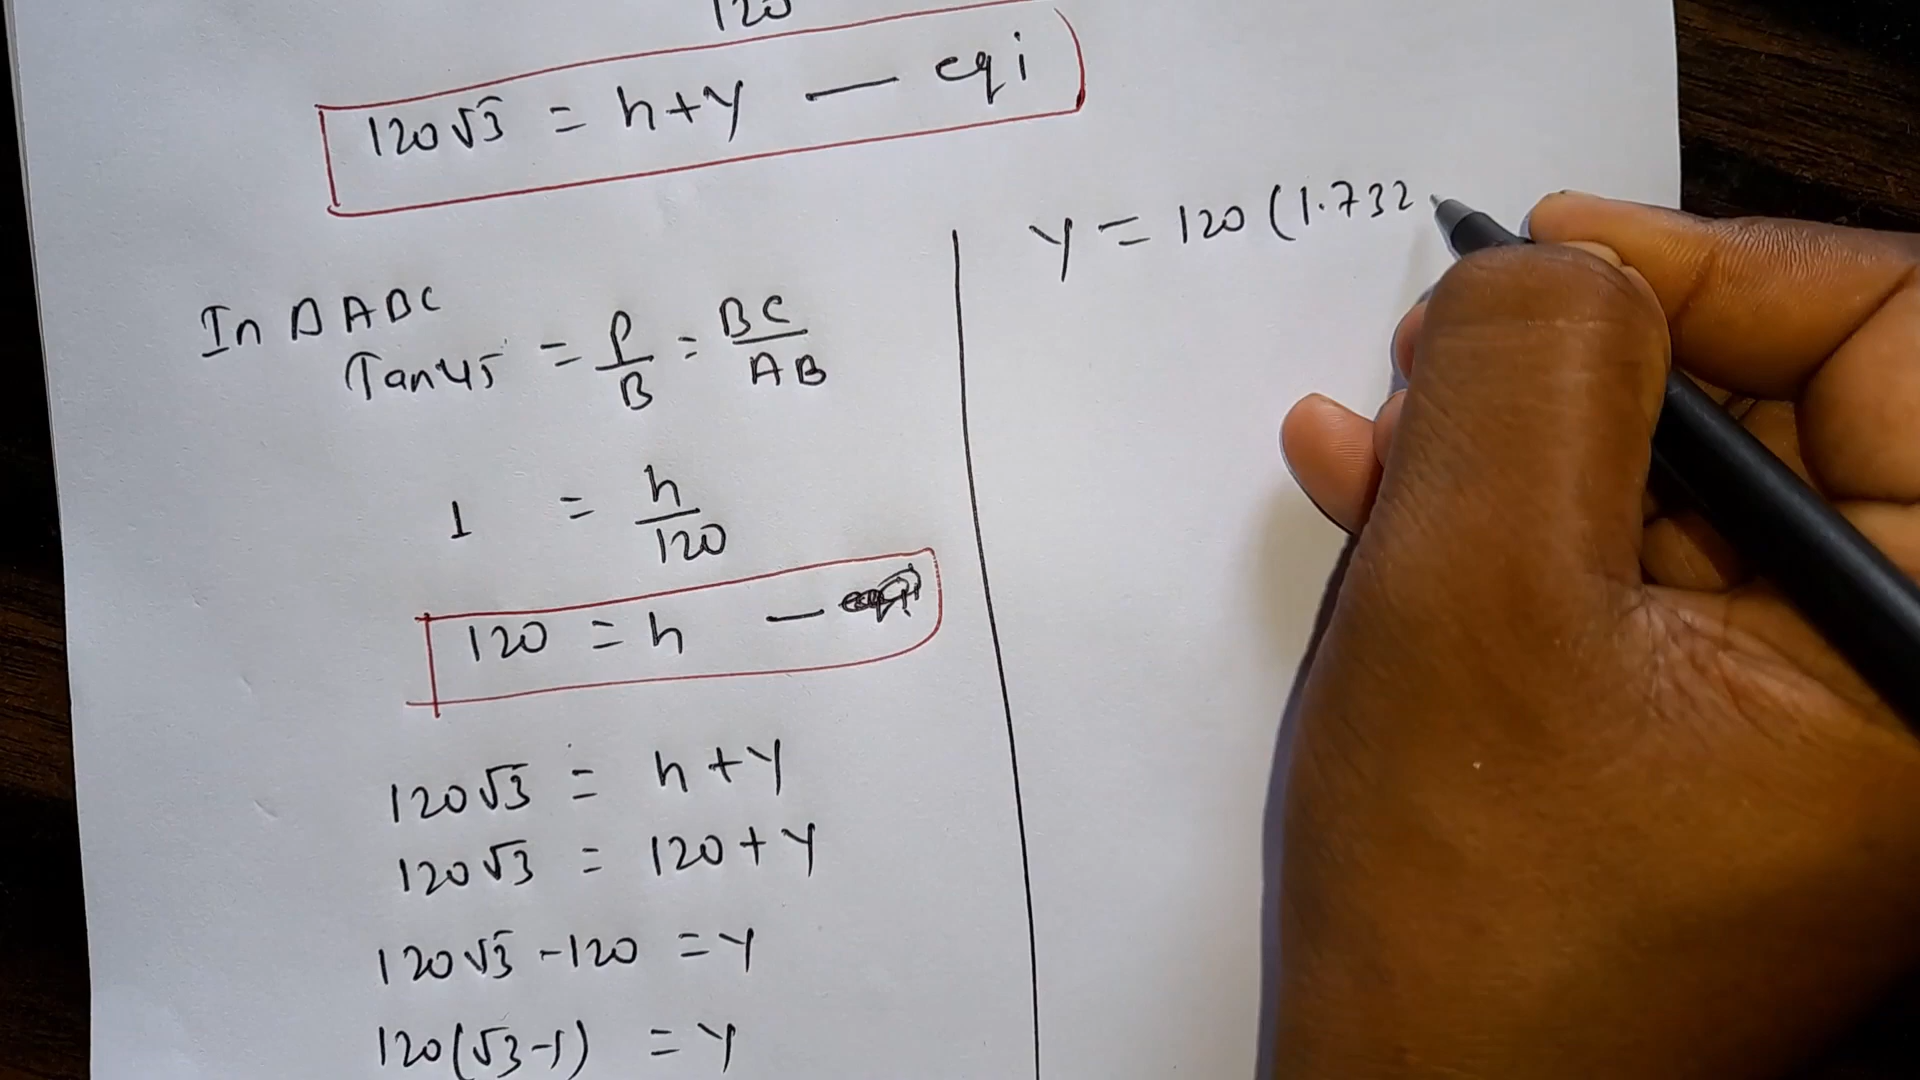 120
120√3 = h+y — eq i
In Δ ABC
Tan45 = P/B = BC/AB
1 = h/120
120 = h —
120√3 = h+y
120√3 = 120+y
120√3 -120 = y
120(√3-1) = y
y = 120(1.732